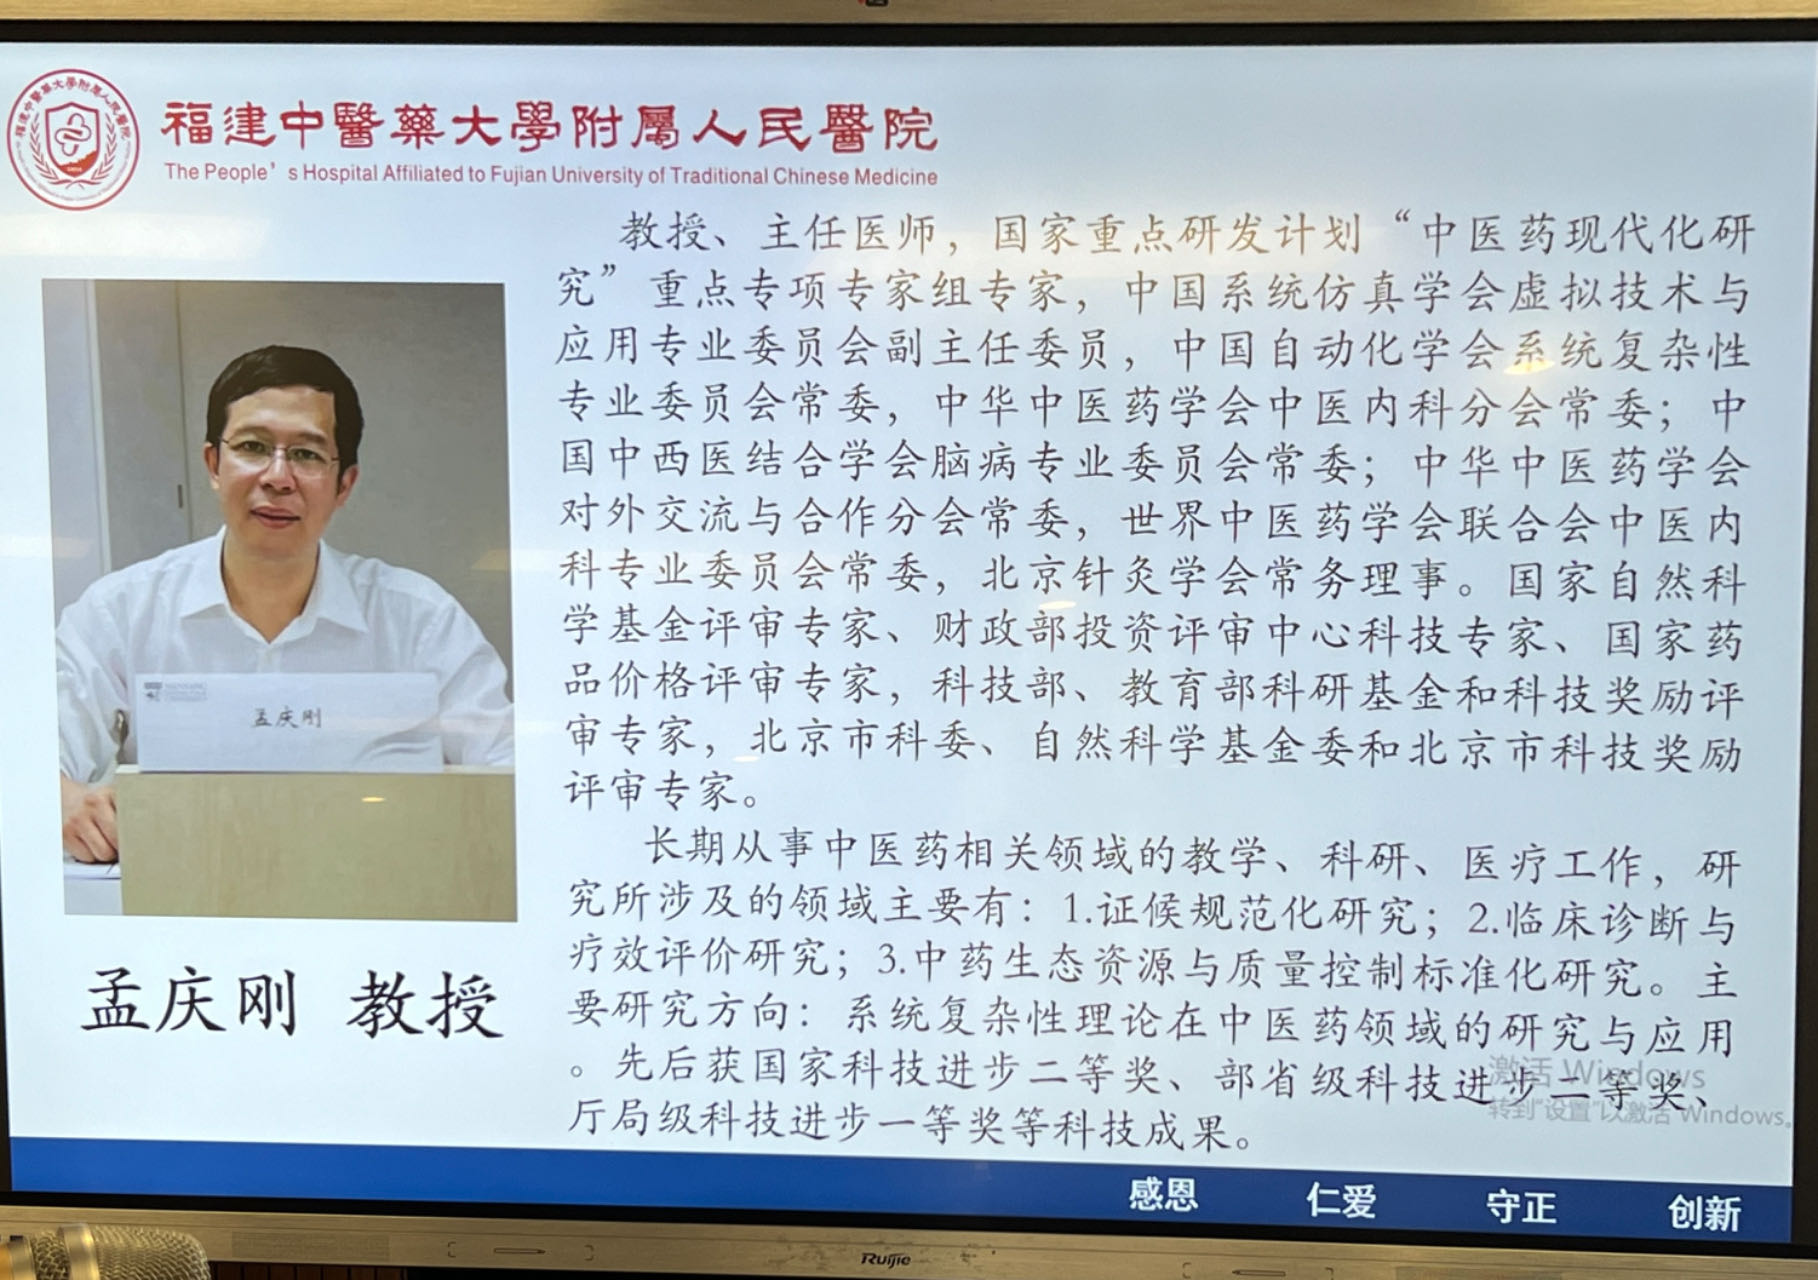 福建中醫藥大學附屬人民醫院
The People's Hospital Affiliated to Fujian University of Traditional Chinese Medicine
教授、主任医师，国家重点研发计划“中医药现代化研
究”重点专项专家组专家，中国系统仿真学会虚拟技术与
应用专业委员会副主任委员，中国自动化学会系统复杂性
专业委员会常委，中华中医药学会中医内科分会常委；中
国中西医结合学会脑病专业委员会常委；中华中医药学会
对外交流与合作分会常委，世界中医药学会联合会中医内
科专业委员会常委，北京针灸学会常务理事。国家自然科
学基金评审专家、财政部投资评审中心科技专家、国家药
品价格评审专家，科技部、教育部科研基金和科技奖励评
审专家，北京市科委、自然科学基金委和北京市科技奖励
评审专家。
长期从事中医药相关领域的教学、科研、医疗工作，研
究所涉及的领域主要有：1.证候规范化研究；2.临床诊断与
疗效评价研究；3.中药生态资源与质量控制标准化研究。主
要研究方向：系统复杂性理论在中医药领域的研究与应用
。先后获国家科技进步二等奖、部省级科技进步二等奖、
厅局级科技进步一等奖等科技成果。
孟庆刚
孟庆刚 教授
激活 Windows
转到“设置”以激活 Windows。
感恩 仁爱 守正 创新
Ruijie